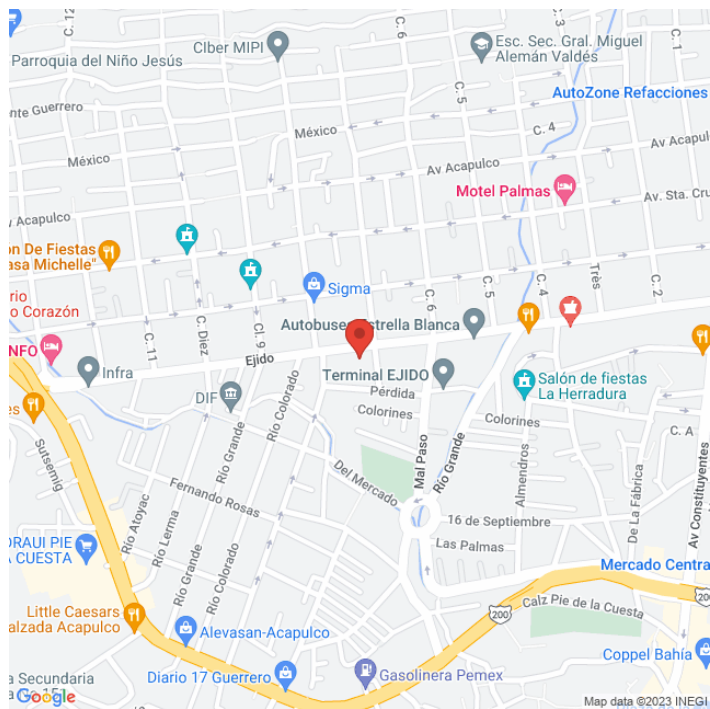 C. 12
CIber MIPI
Parroquia del Niño Jesús
Esc. Sec. Gral. Miguel
Alemán Valdés
C. 3
C. 1
C. 5
AutoZone Refacciones
Guerrero
México
C. 4
México
Av Acapulco
Av Acapulco
Motel Palmas
Av. Sta. Cru
Av Acapulco
on De Fiestas
asa Michelle"
rio
o Corazón
Sigma
C. 6
C. 5
C. 4
Tres
C. 2
C. 11
C. Diez
Cl. 9
Autobuses Estrella Blanca
NFO
Infra
Ejido
Terminal EJIDO
Pérdida
Colorines
Salón de fiestas
La Herradura
DIF
Río Colorado
Río Grande
Colorines
C. A
es
Sutsemig
Mal Paso
Río Grande
Almendros
De La Fábrica
Av Constituyentes
Del Mercado
Fernando Rosas
16 de Septiembre
Las Palmas
Río Atoyac
Río Lerma
Río Grande
Río Colorado
ORAUI PIE
A CUESTA
Mercado Centra
200
200
Calz Pie de la Cuesta
Little Caesars
alzada Acapulco
Alevasan-Acapulco
Coppel Bahía
Diario 17 Guerrero
Gasolinera Pemex
a Secundaria
Google
Map data ©2023 INEGI